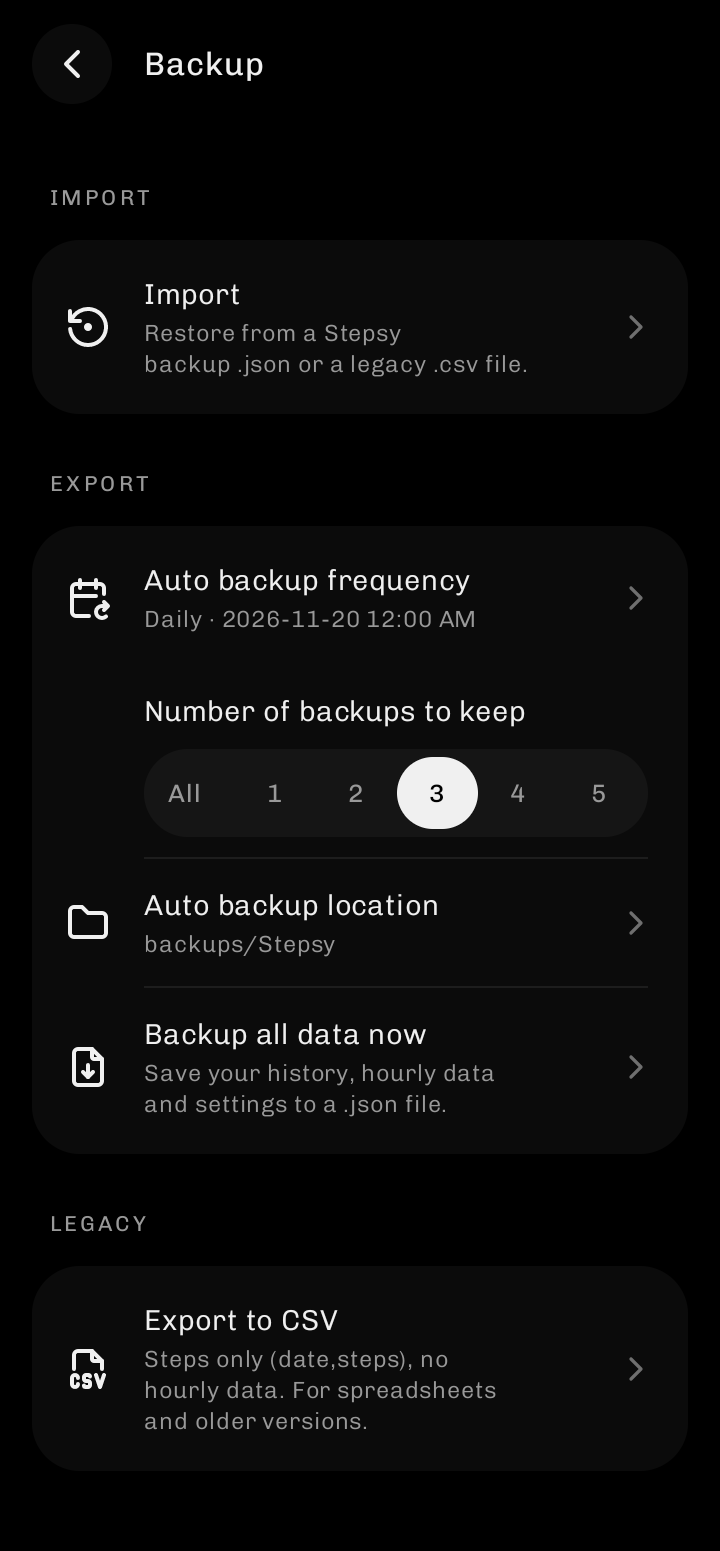 Backup
IMPORT
Import
Restore from a Stepsy
backup .json or a legacy .csv file.
EXPORT
Auto backup frequency
Daily · 2026-11-20 12:00 AM
Number of backups to keep
All 1 2 3 4 5
Auto backup location
backups/Stepsy
Backup all data now
Save your history, hourly data
and settings to a .json file.
LEGACY
Export to CSV
Steps only (date,steps), no
CSV
hourly data. For spreadsheets
and older versions.